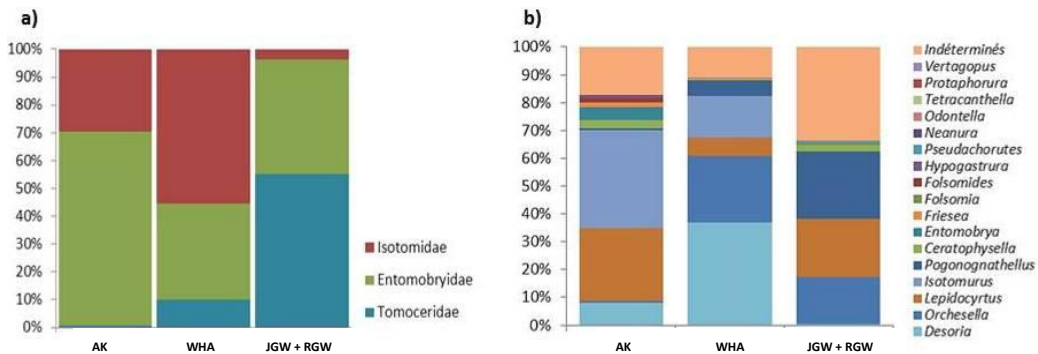 a)
100%
90%
80%
70%
60%
50%
40%
30%
20%
10%
0%
AK WHA JGW + RGW
Isotomidae
Entomobryidae
Tomoceridae
b)
100%
90%
80%
70%
60%
50%
40%
30%
20%
10%
0%
AK WHA JGW + RGW
Indéterminés
Vertagopus
Protaphorura
Tetracanthella
Odontella
Neanura
Pseudachorutes
Hypogastrura
Folsomides
Folsomia
Friesea
Entomobrya
Ceratophysella
Pogonognathellus
Isotomurus
Lepidocyrtus
Orchesella
Desoria